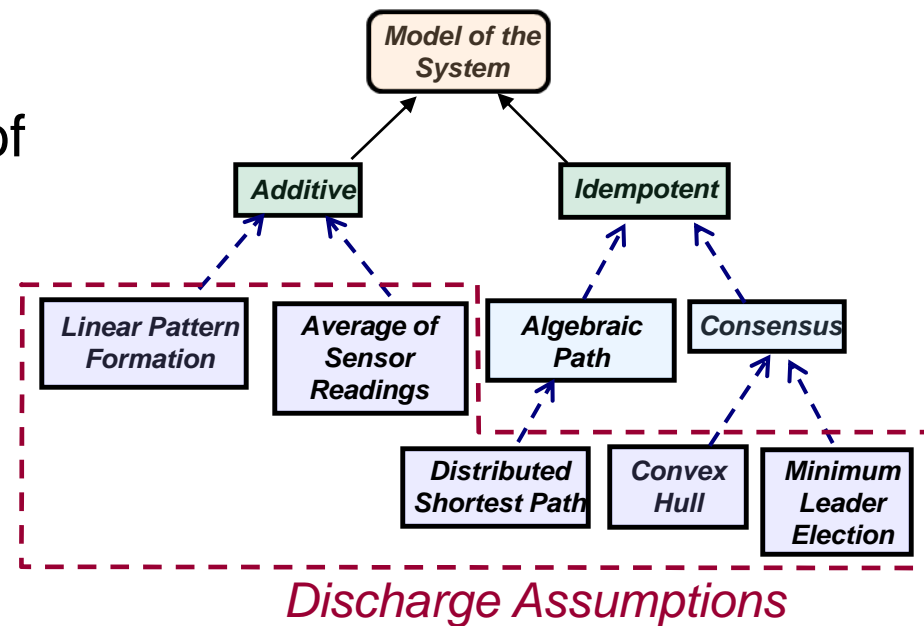 Model of the
System
of
Additive
Idempotent
Linear Pattern
Formation
Average of
Sensor
Readings
Algebraic
Path
Consensus
Distributed
Shortest Path
Convex
Hull
Minimum
Leader
Election
Discharge Assumptions